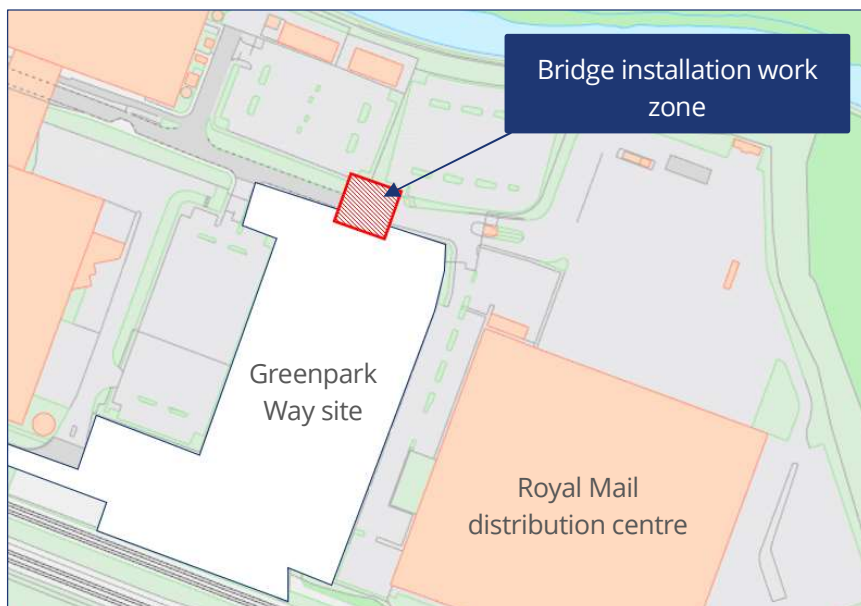 Bridge installation work
zone
Greenpark
Way site
Royal Mail
distribution centre